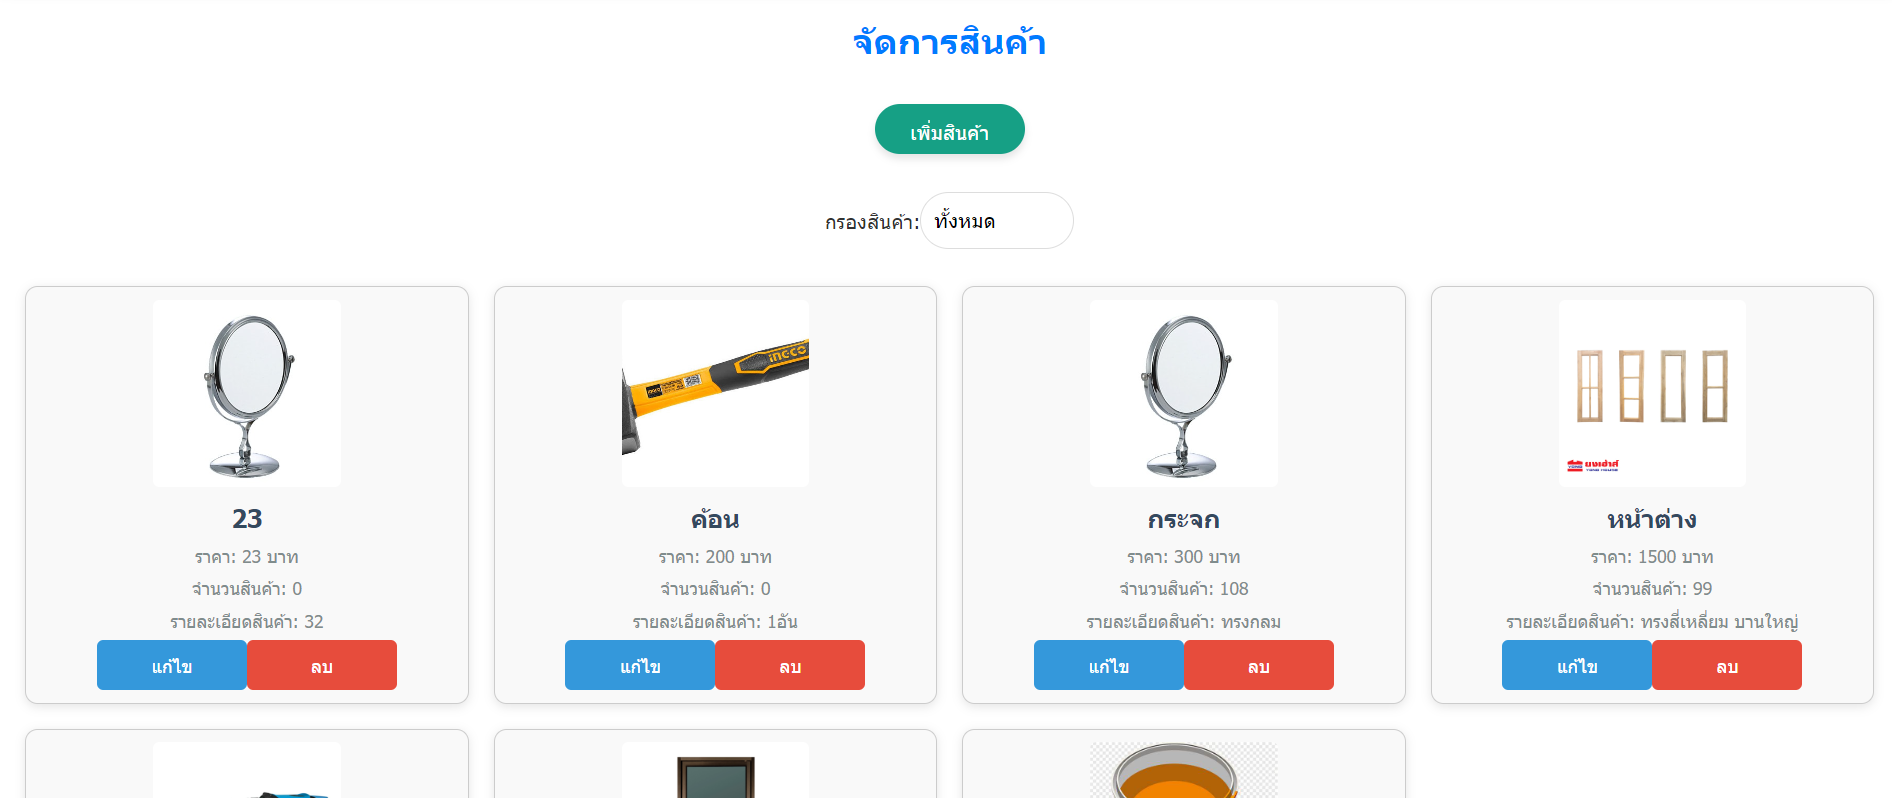 จัดการสินค้า
เพิ่มสินค้า
กรองสินค้า: ทั้งหมด
23
ราคา: 23 บาท
จำนวนสินค้า: 0
รายละเอียดสินค้า: 32
แก้ไข ลบ
INGCO
ค้อน
ราคา: 200 บาท
จำนวนสินค้า: 0
รายละเอียดสินค้า: 1อัน
แก้ไข ลบ
กระจก
ราคา: 300 บาท
จำนวนสินค้า: 108
รายละเอียดสินค้า: ทรงกลม
แก้ไข ลบ
ยงเฮ้าส์
YONG HOUSE
หน้าต่าง
ราคา: 1500 บาท
จำนวนสินค้า: 99
รายละเอียดสินค้า: ทรงสี่เหลี่ยม บานใหญ่
แก้ไข ลบ